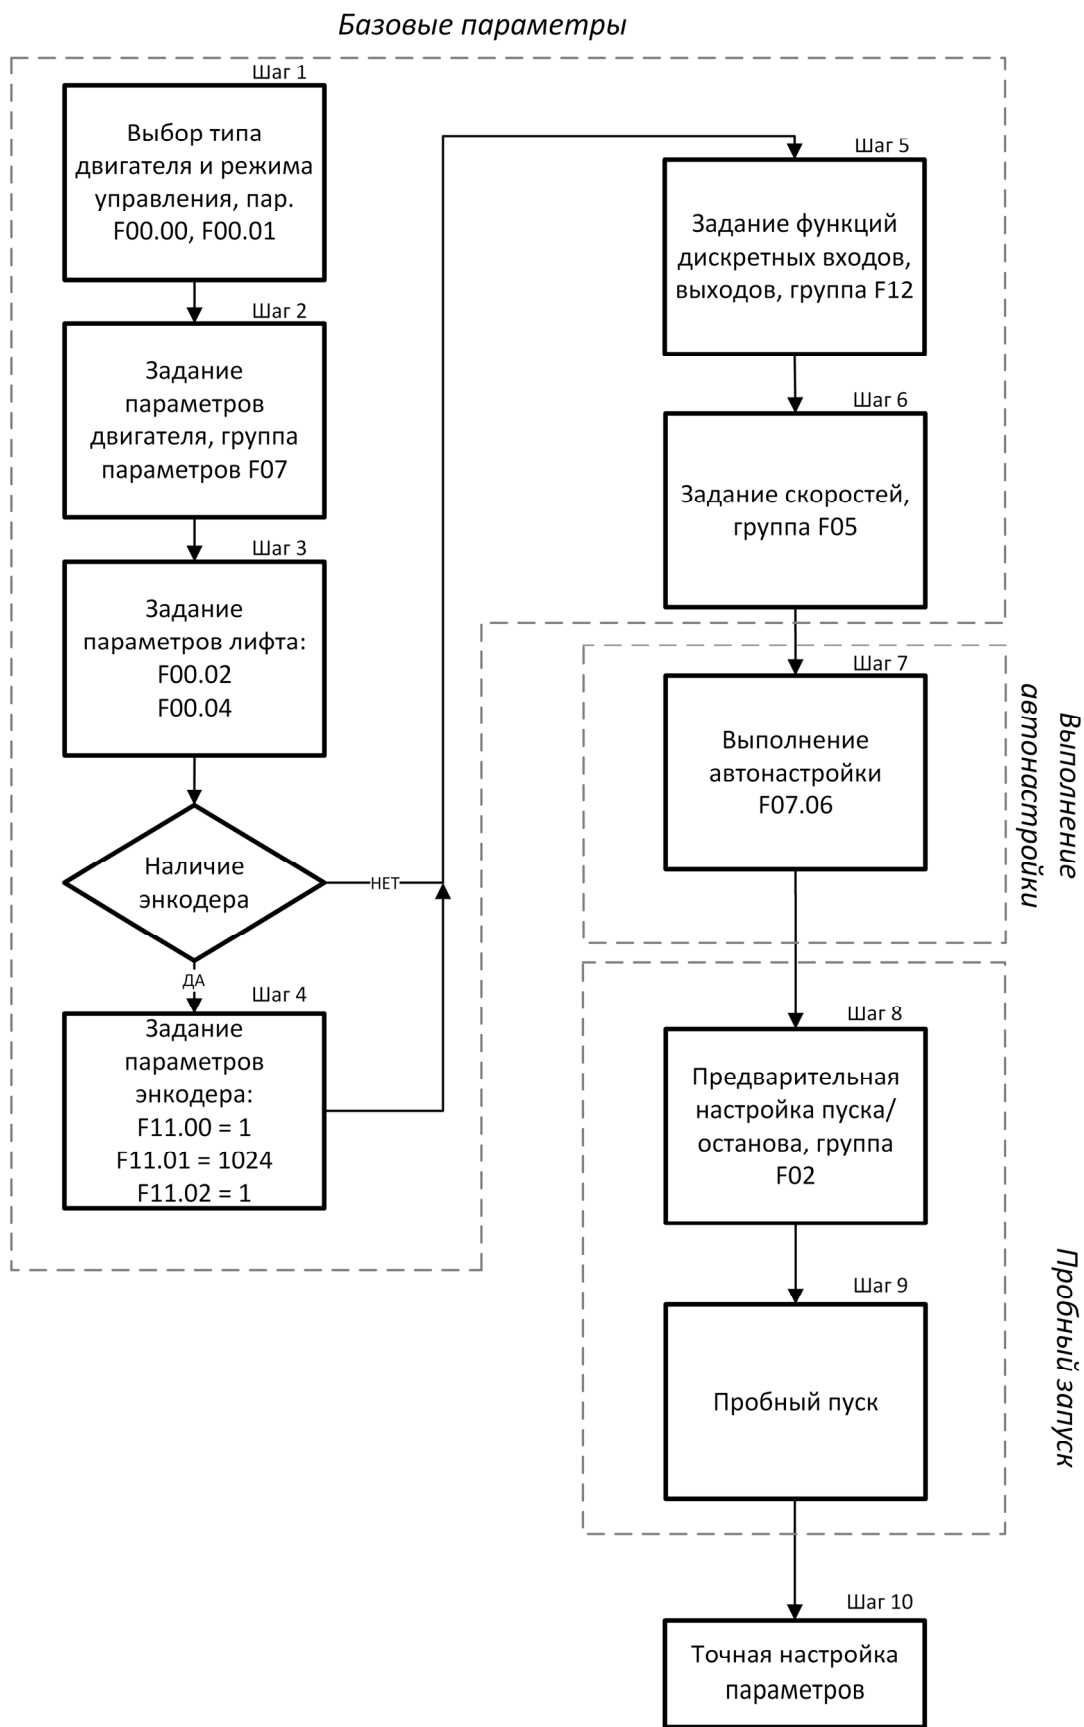 Базовые параметры
Шаг 1
Выбор типа
двигателя и режима
управления, пар.
F00.00, F00.01
Шаг 2
Задание
параметров
двигателя, группа
параметров F07
Шаг 3
Задание
параметров лифта:
F00.02
F00.04
Наличие
энкодера
НЕТ
ДА
Шаг 4
Задание
параметров
энкодера:
F11.00 = 1
F11.01 = 1024
F11.02 = 1
Шаг 5
Задание функций
дискретных входов,
выходов, группа F12
Шаг 6
Задание скоростей,
группа F05
Выполнение
автонастройки
Шаг 7
Выполнение
автонастройки
F07.06
Пробный запуск
Шаг 8
Предварительная
настройка пуска/
останова, группа
F02
Шаг 9
Пробный пуск
Шаг 10
Точная настройка
параметров